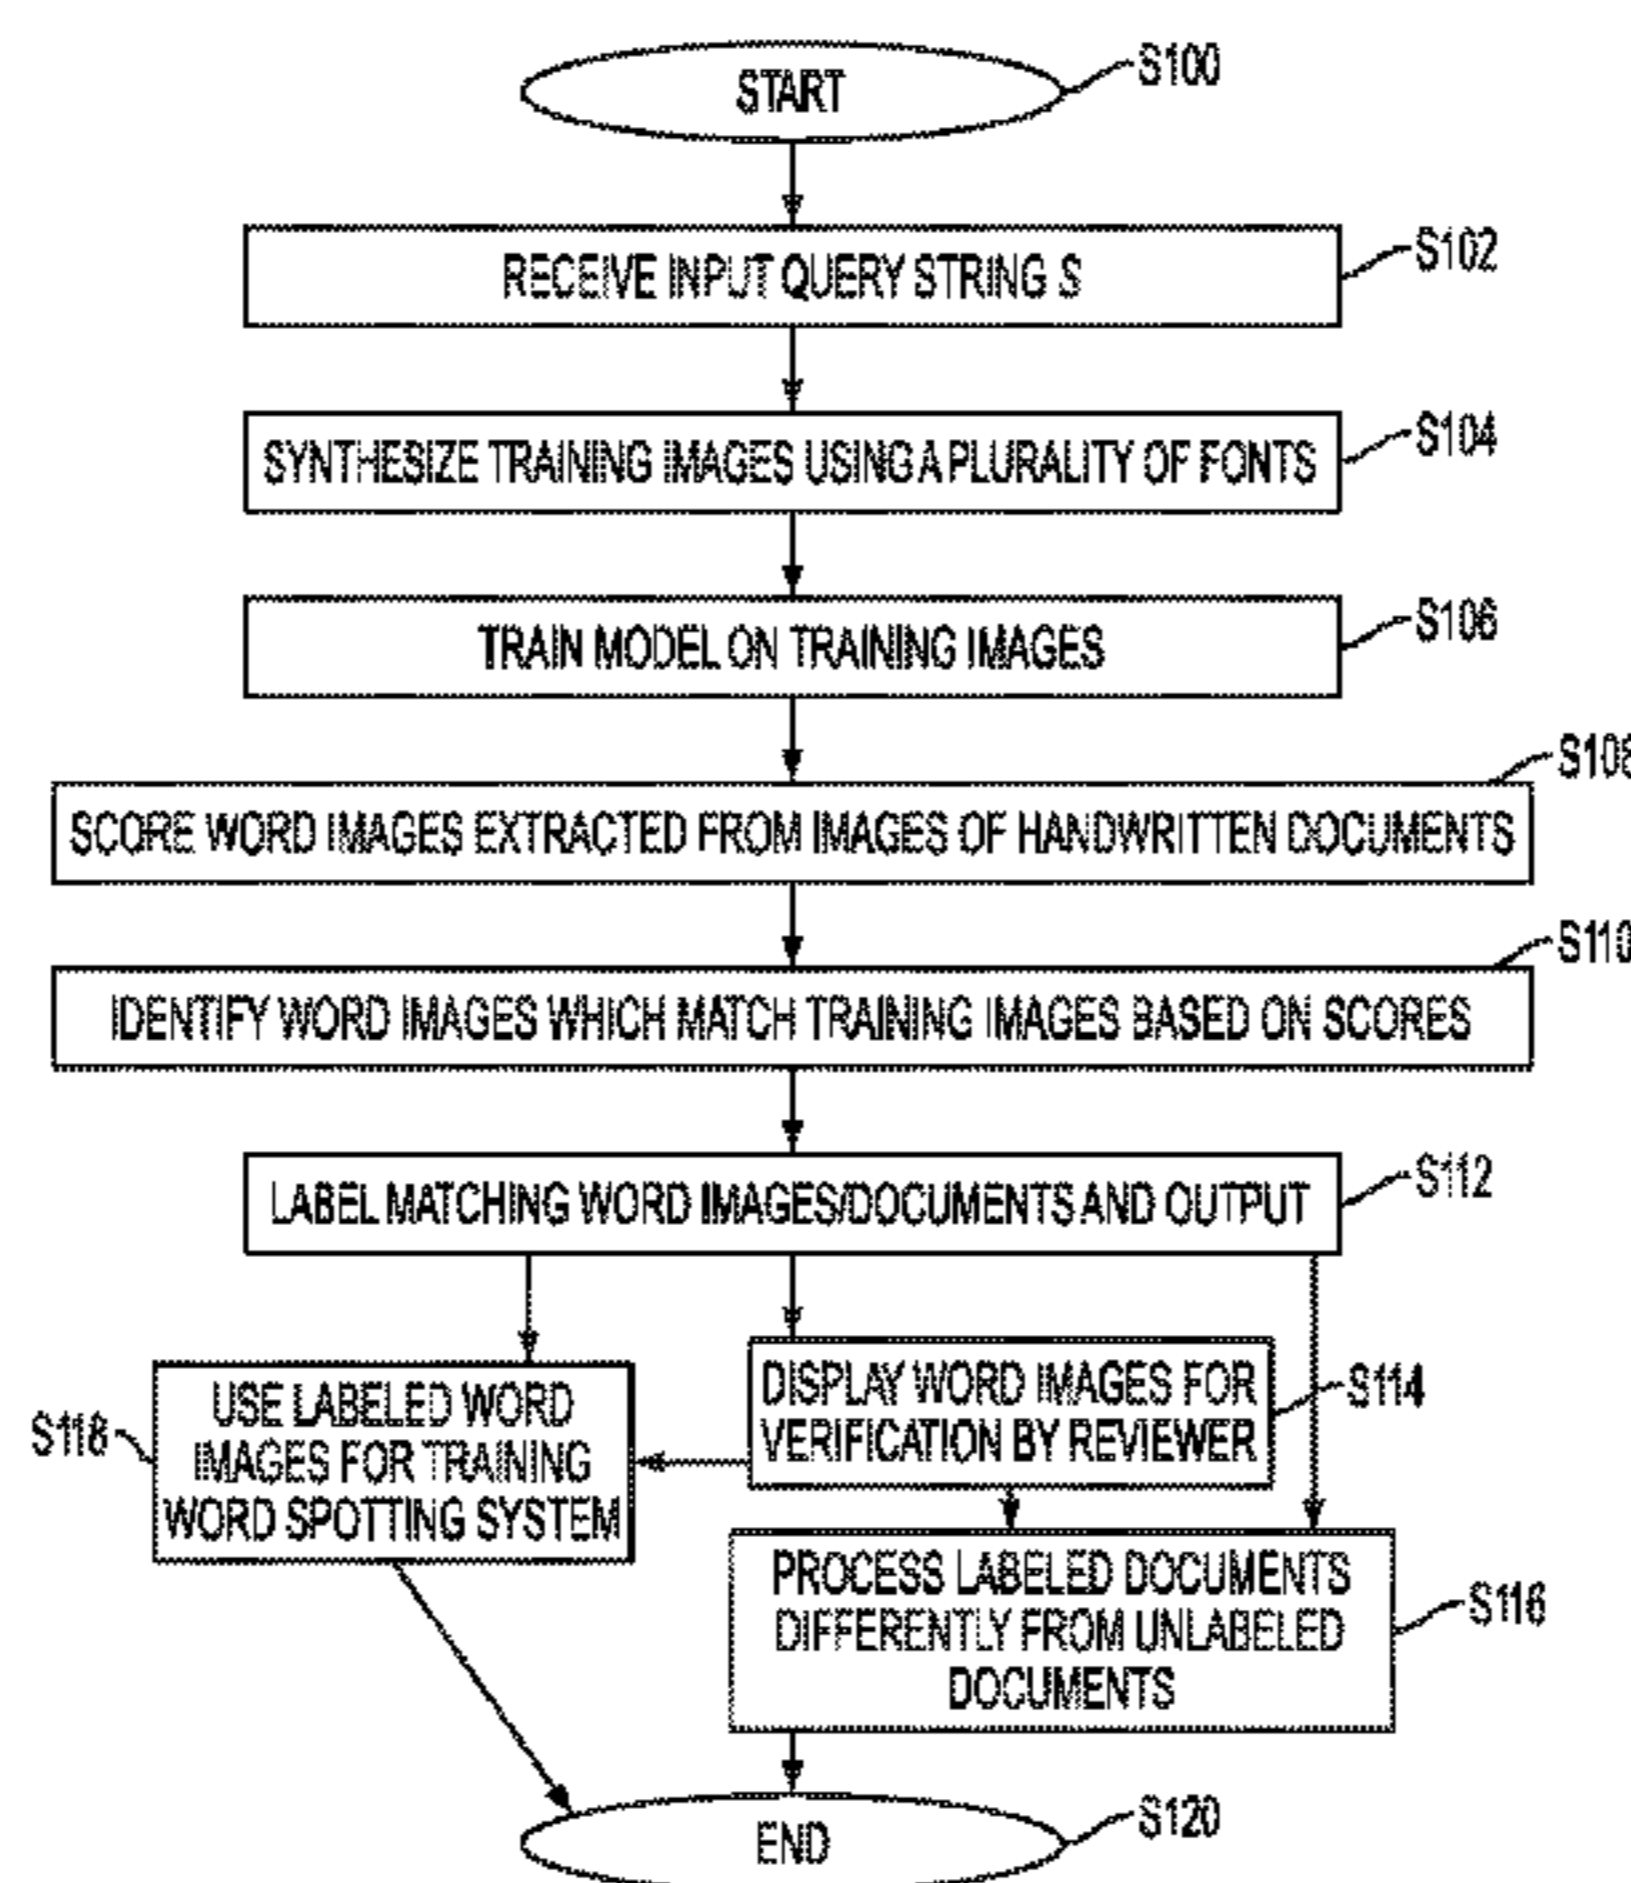 START
S100
RECEIVE INPUT QUERY STRING S
S102
SYNTHESIZE TRAINING IMAGES USING A PLURALITY OF FONTS
S104
TRAIN MODEL ON TRAINING IMAGES
S106
S108
SCORE WORD IMAGES EXTRACTED FROM IMAGES OF HANDWRITTEN DOCUMENTS
S110
IDENTIFY WORD IMAGES WHICH MATCH TRAINING IMAGES BASED ON SCORES
LABEL MATCHING WORD IMAGES/DOCUMENTS AND OUTPUT
S112
DISPLAY WORD IMAGES FOR
VERIFICATION BY REVIEWER
S114
S118
USE LABELED WORD
IMAGES FOR TRAINING
WORD SPOTTING SYSTEM
PROCESS LABELED DOCUMENTS
DIFFERENTLY FROM UNLABELED
DOCUMENTS
S116
END
S120